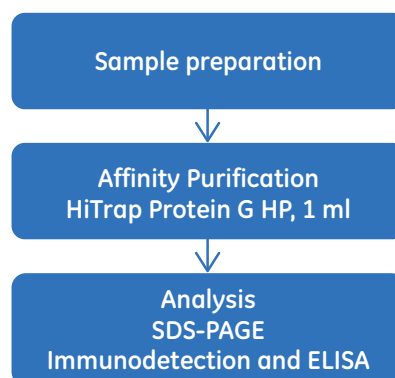 Sample preparation
Affinity Purification
HiTrap Protein G HP, 1 ml
Analysis
SDS-PAGE
Immunodetection and ELISA